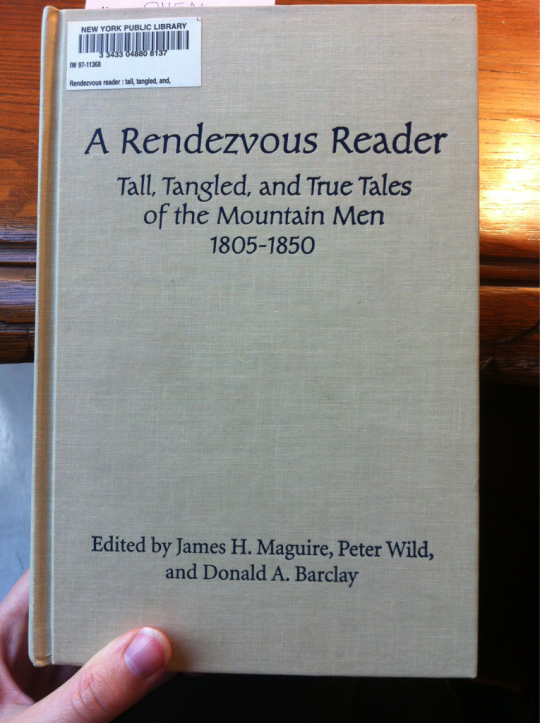 NEW YORK PUBLIC LIBRARY
3 3433 04880 8137
IW 97-11368
Rendezvous reader : tall, tangled, and,
A Rendezvous Reader
Tall, Tangled, and True Tales
of the Mountain Men
1805-1850
Edited by James H. Maguire, Peter Wild,
and Donald A. Barclay